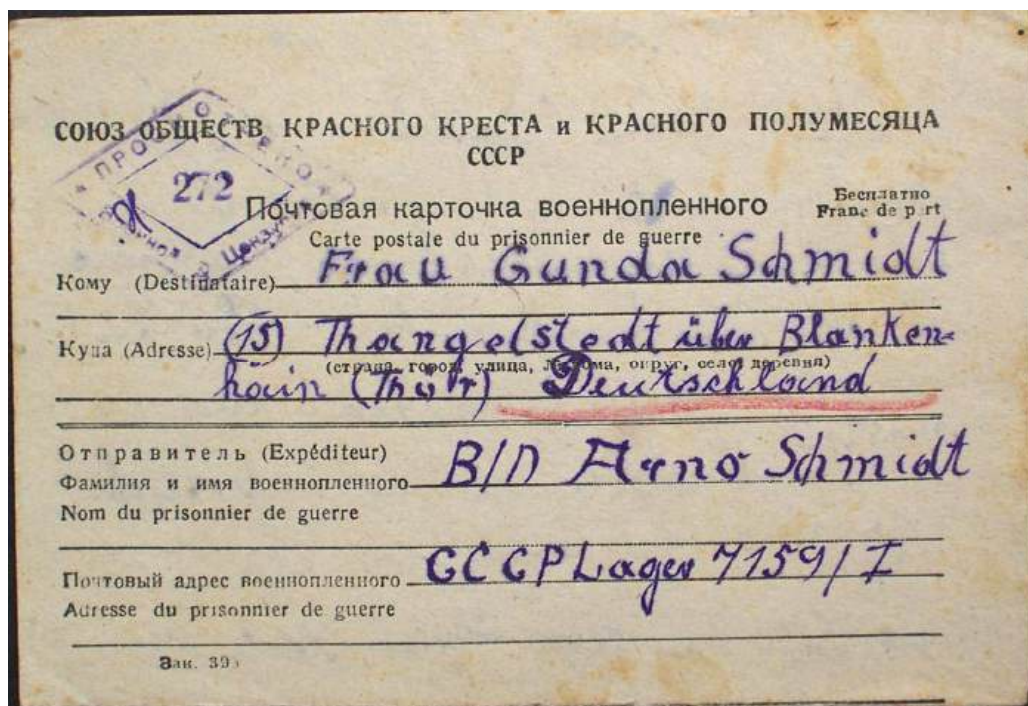 СОЮЗ ОБЩЕСТВ КРАСНОГО КРЕСТА и КРАСНОГО ПОЛУМЕСЯЦА
СССР
272
Почтовая карточка военнопленного
Бесплатно
Franc de p rt
Carte postale du prisonnier de guerre
Кому (Destinataire) Frau Gunda Schmidt
Куда (Adresse) (15) Thangelstedt über Blanken-
(страна, город, улица, № дома, округ, село, деревня)
hain (Thür) Deutschland
Отправитель (Expéditeur)
Фамилия и имя военнопленного В/П Arno Schmidt
Nom du prisonnier de guerre
Почтовый адрес военнопленного CCCP Lager 7159/I
Adresse du prisonnier de guerre
Зак.